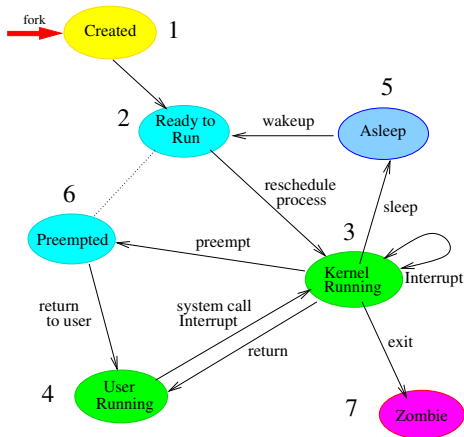 fork
Created
1
5
2
Ready to
Run
wakeup
Asleep
6
reschedule
process
sleep
3
Preempted
preempt
Kernel
Running
Interrupt
return
to user
system call
Interrupt
return
exit
4
User
Running
7
Zombie